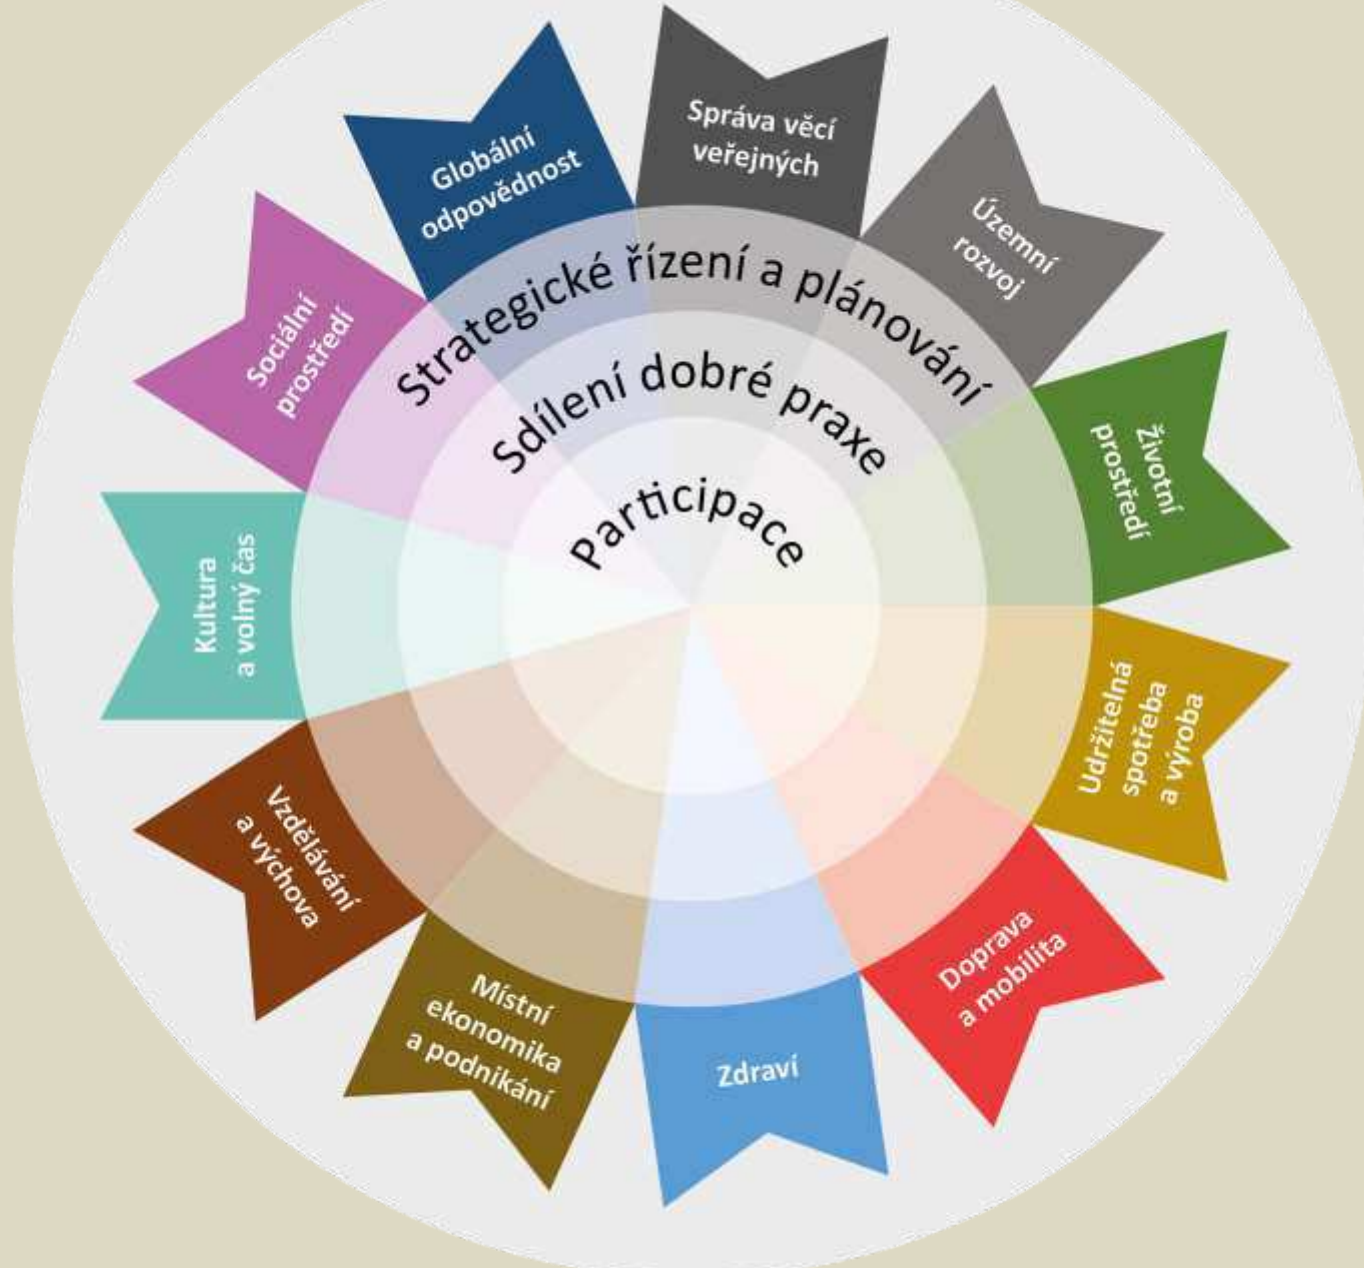 Správa věcí
veřejných
Územní
rozvoj
Životní
prostředí
Udržitelná
spotřeba
a výroba
Doprava
a mobilita
Zdraví
Místní
ekonomika
a podnikání
Vzdělávání
a výchova
Kultura
a volný čas
Sociální
prostředí
Globální
odpovědnost
Strategické řízení a plánování
Sdílení dobré praxe
Participace